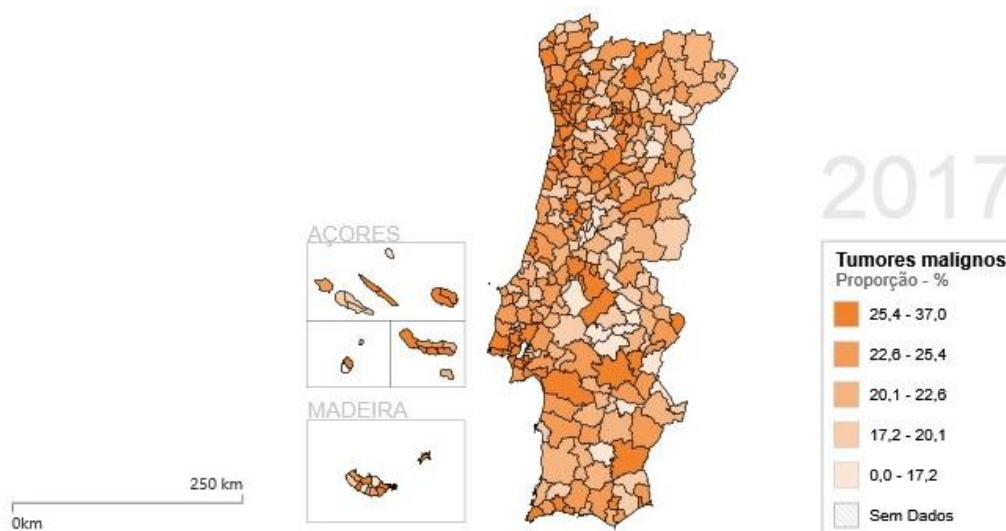 AÇORES
MADEIRA
250 km
0km
2017
Tumores malignos
Proporção - %
25,4 - 37,0
22,6 - 25,4
20,1 - 22,6
17,2 - 20,1
0,0 - 17,2
Sem Dados